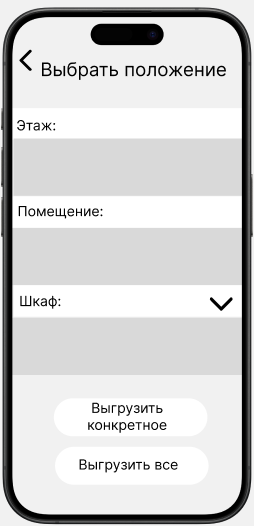 Выбрать положение
Этаж:
Помещение:
Шкаф:
Выгрузить
конкретное
Выгрузить все